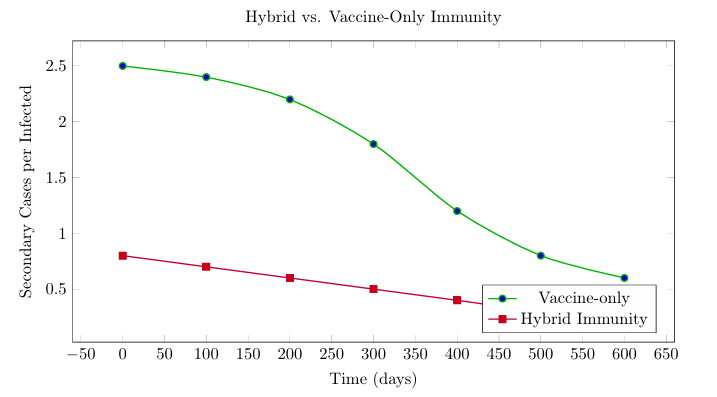 Hybrid vs. Vaccine-Only Immunity
Secondary Cases per Infected
2.5
2
1.5
1
0.5
Vaccine-only
Hybrid Immunity
−50 0 50 100 150 200 250 300 350 400 450 500 550 600 650
Time (days)